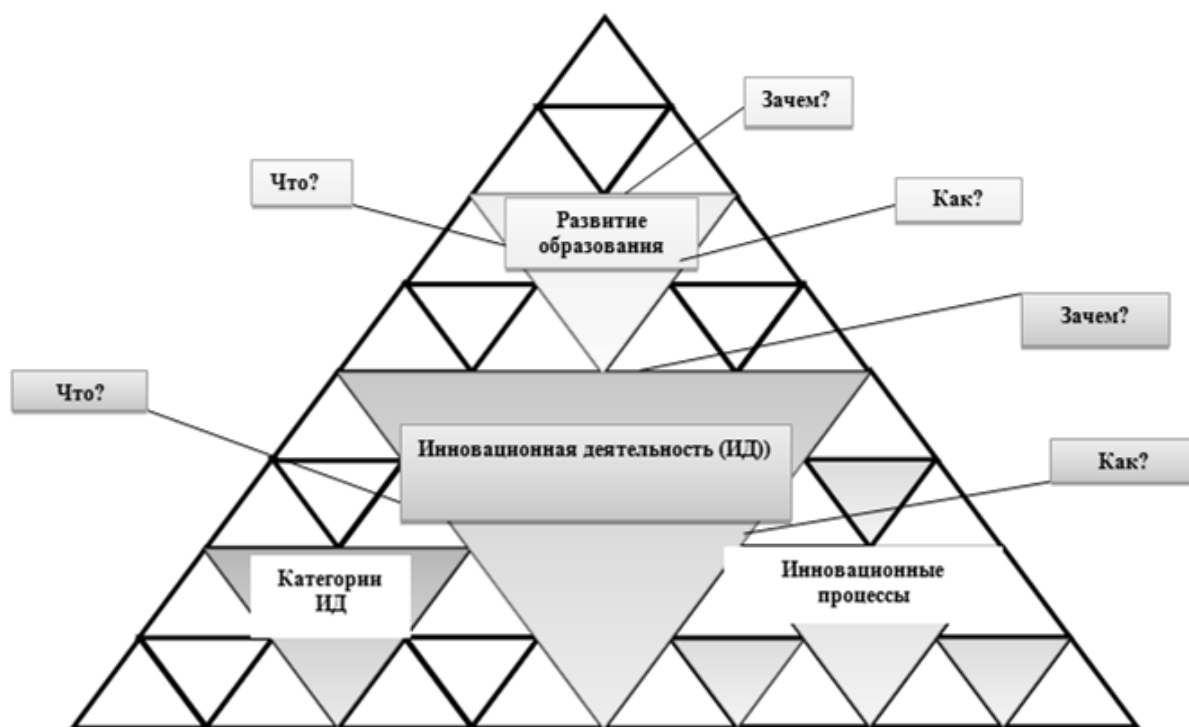 Зачем?
Что?
Как?
Развитие
образования
Зачем?
Что?
Инновационная деятельность (ИД))
Как?
Категории
ИД
Инновационные
процессы